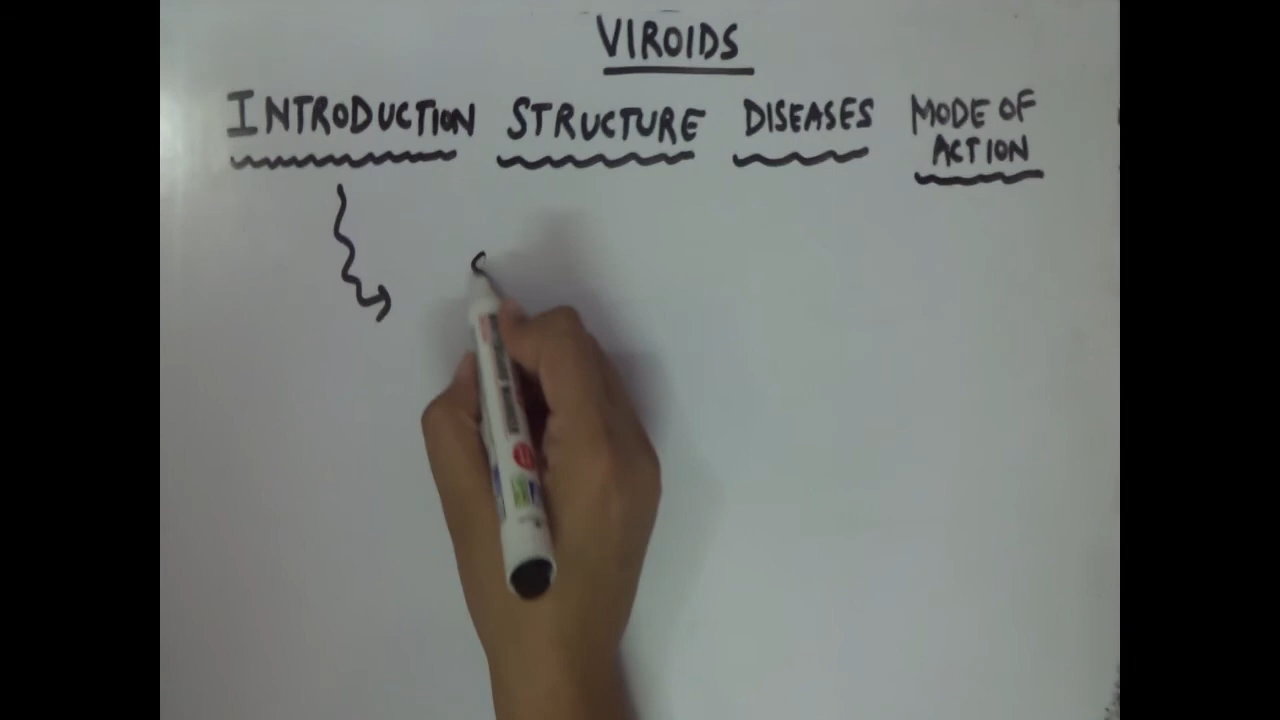 VIROIDS
INTRODUCTION STRUCTURE DISEASES MODE OF ACTION